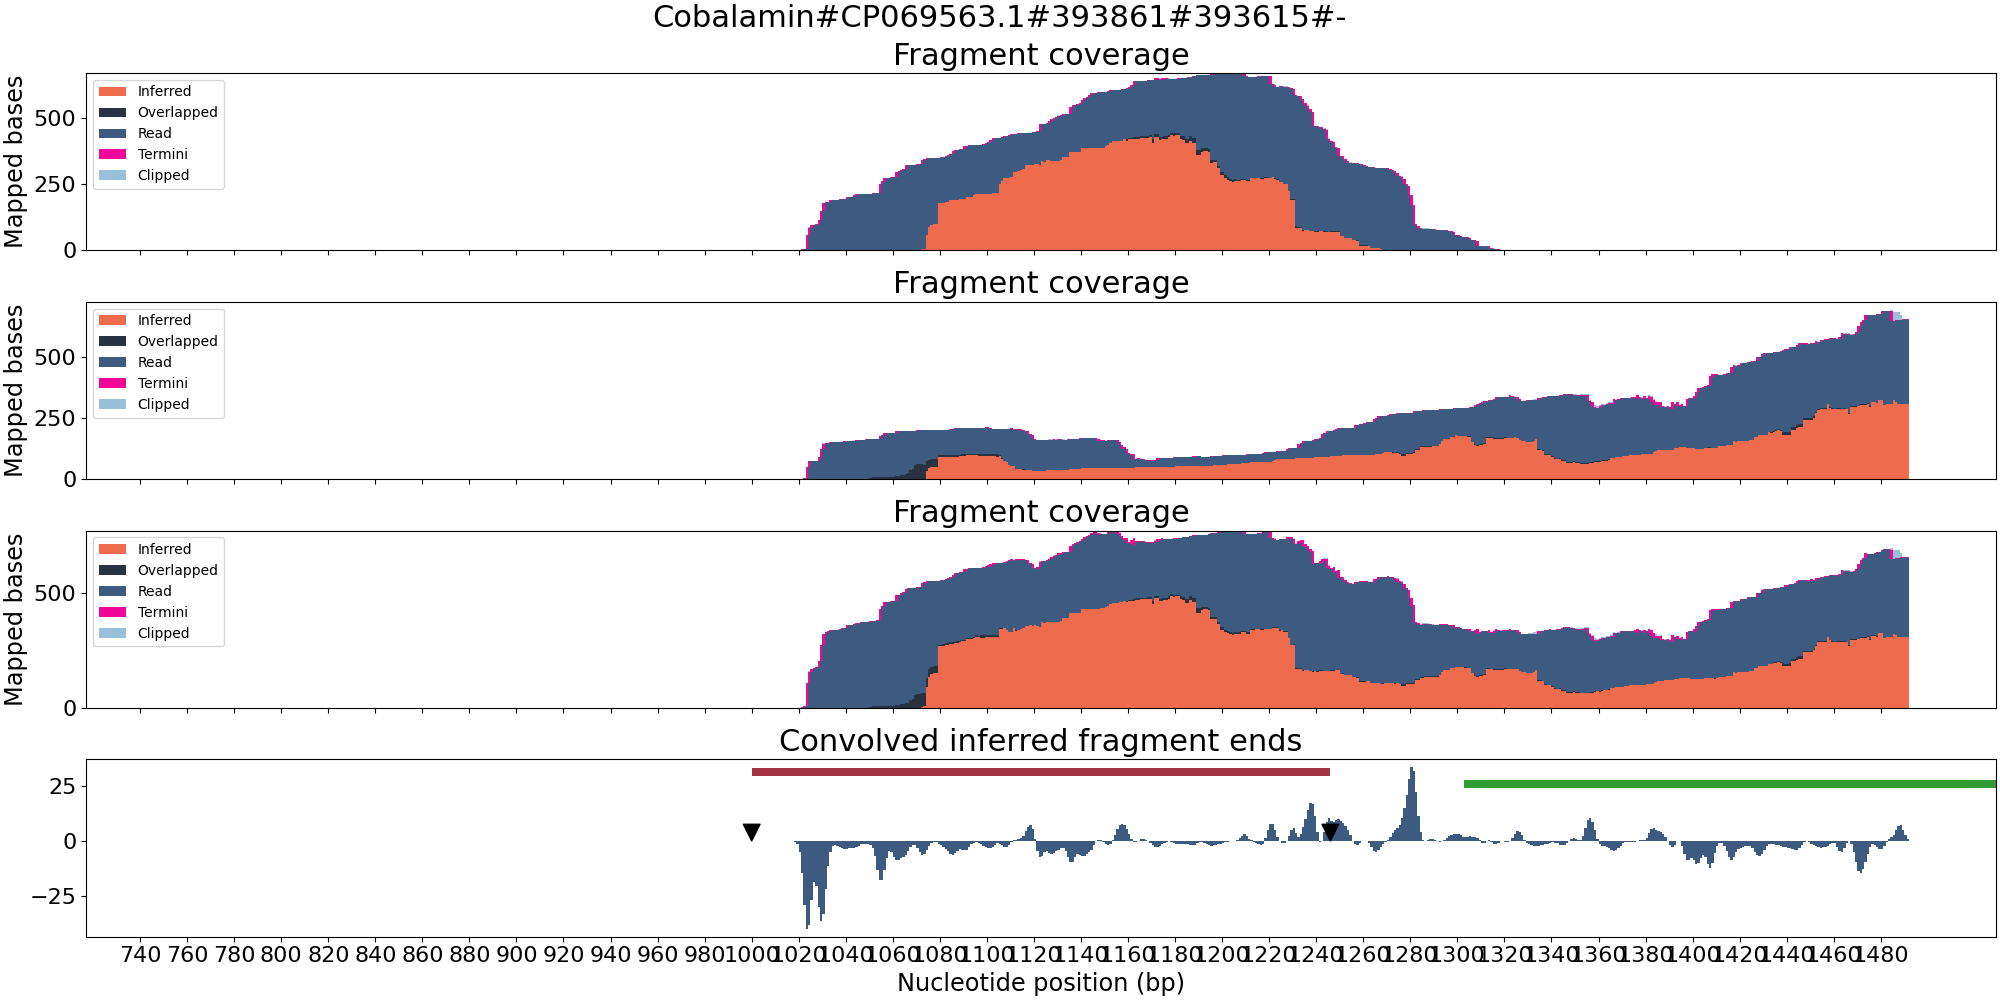 Cobalamin#CP069563.1#393861#393615#-
Fragment coverage
Mapped bases
500
250
0
Inferred
Overlapped
Read
Termini
Clipped
Fragment coverage
Mapped bases
500
250
0
Inferred
Overlapped
Read
Termini
Clipped
Fragment coverage
Mapped bases
500
0
Inferred
Overlapped
Read
Termini
Clipped
Convolved inferred fragment ends
25
0
−25
740 760 780 800 820 840 860 880 900 920 940 960 980 1000 1020 1040 1060 1080 1100 1120 1140 1160 1180 1200 1220 1240 1260 1280 1300 1320 1340 1360 1380 1400 1420 1440 1460 1480
Nucleotide position (bp)